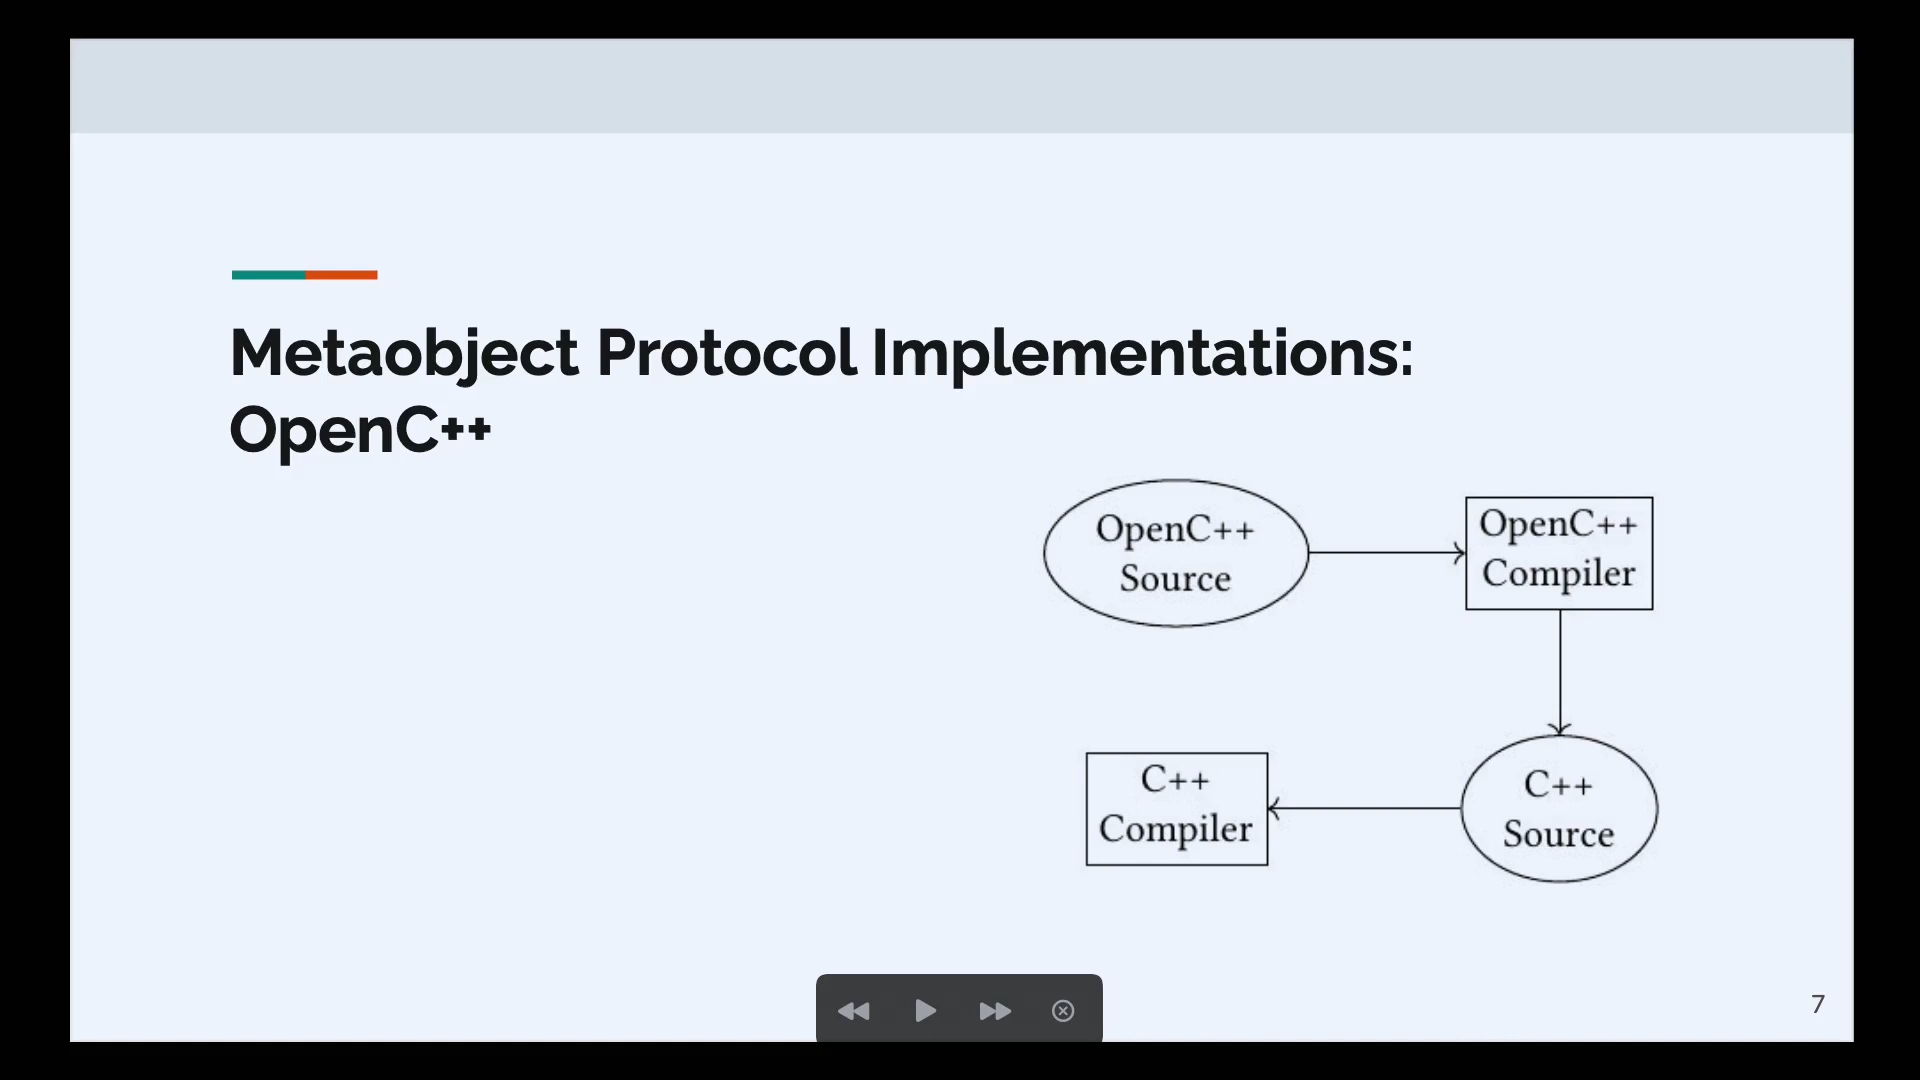 Metaobject Protocol Implementations:
OpenC++
OpenC++
Source
OpenC++
Compiler
C++
Compiler
C++
Source
7